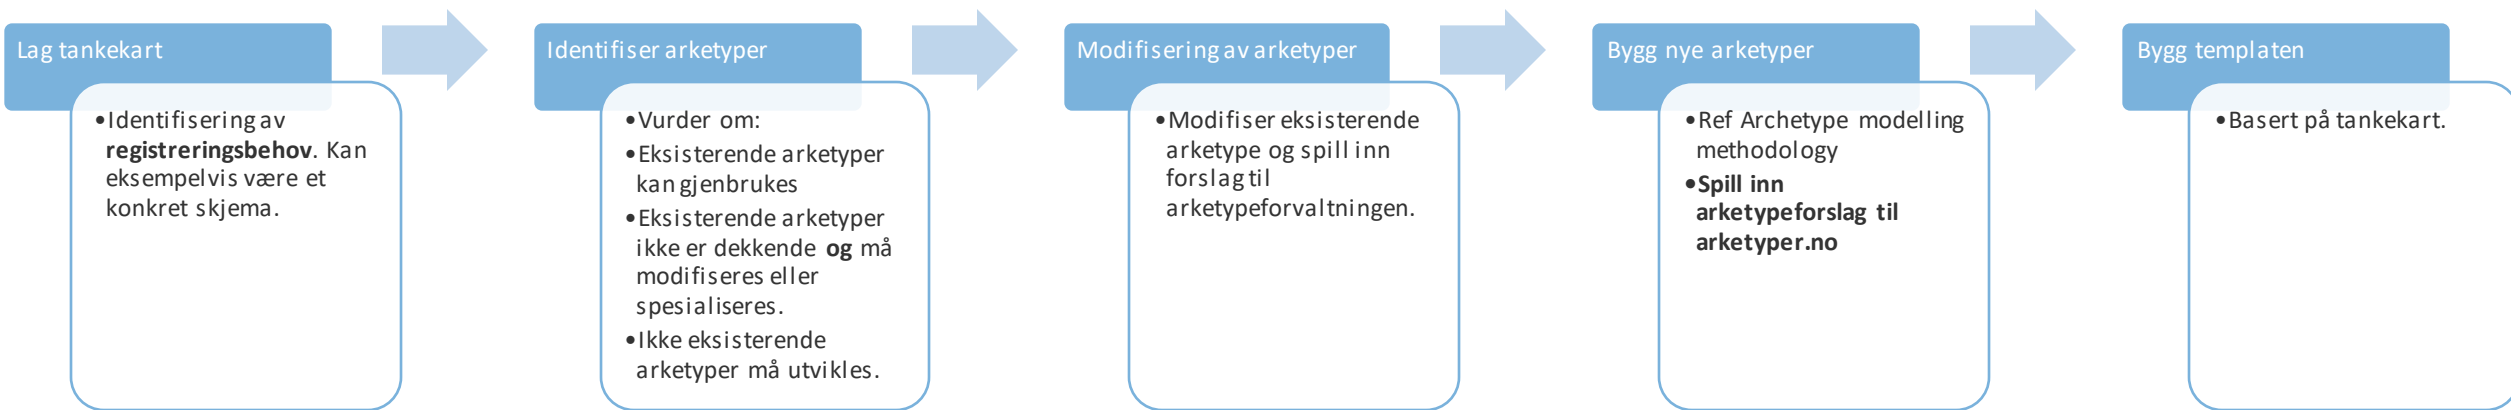 Lag tankekart
•Identifisering av
registreringsbehov. Kan
eksempelvis være et
konkret skjema.
Identifiser arketyper
•Vurder om:
•Eksisterende arketyper
kan gjenbrukes
•Eksisterende arketyper
ikke er dekkende og må
modifiseres eller
spesialiseres.
•Ikke eksisterende
arketyper må utvikles.
Modifisering av arketyper
•Modifiser eksisterende
arketype og spill inn
forslag til
arketypeforvaltningen.
Bygg nye arketyper
•Ref Archetype modelling
methodology
•Spill inn
arketypeforslag til
arketyper.no
Bygg templaten
•Basert på tankekart.